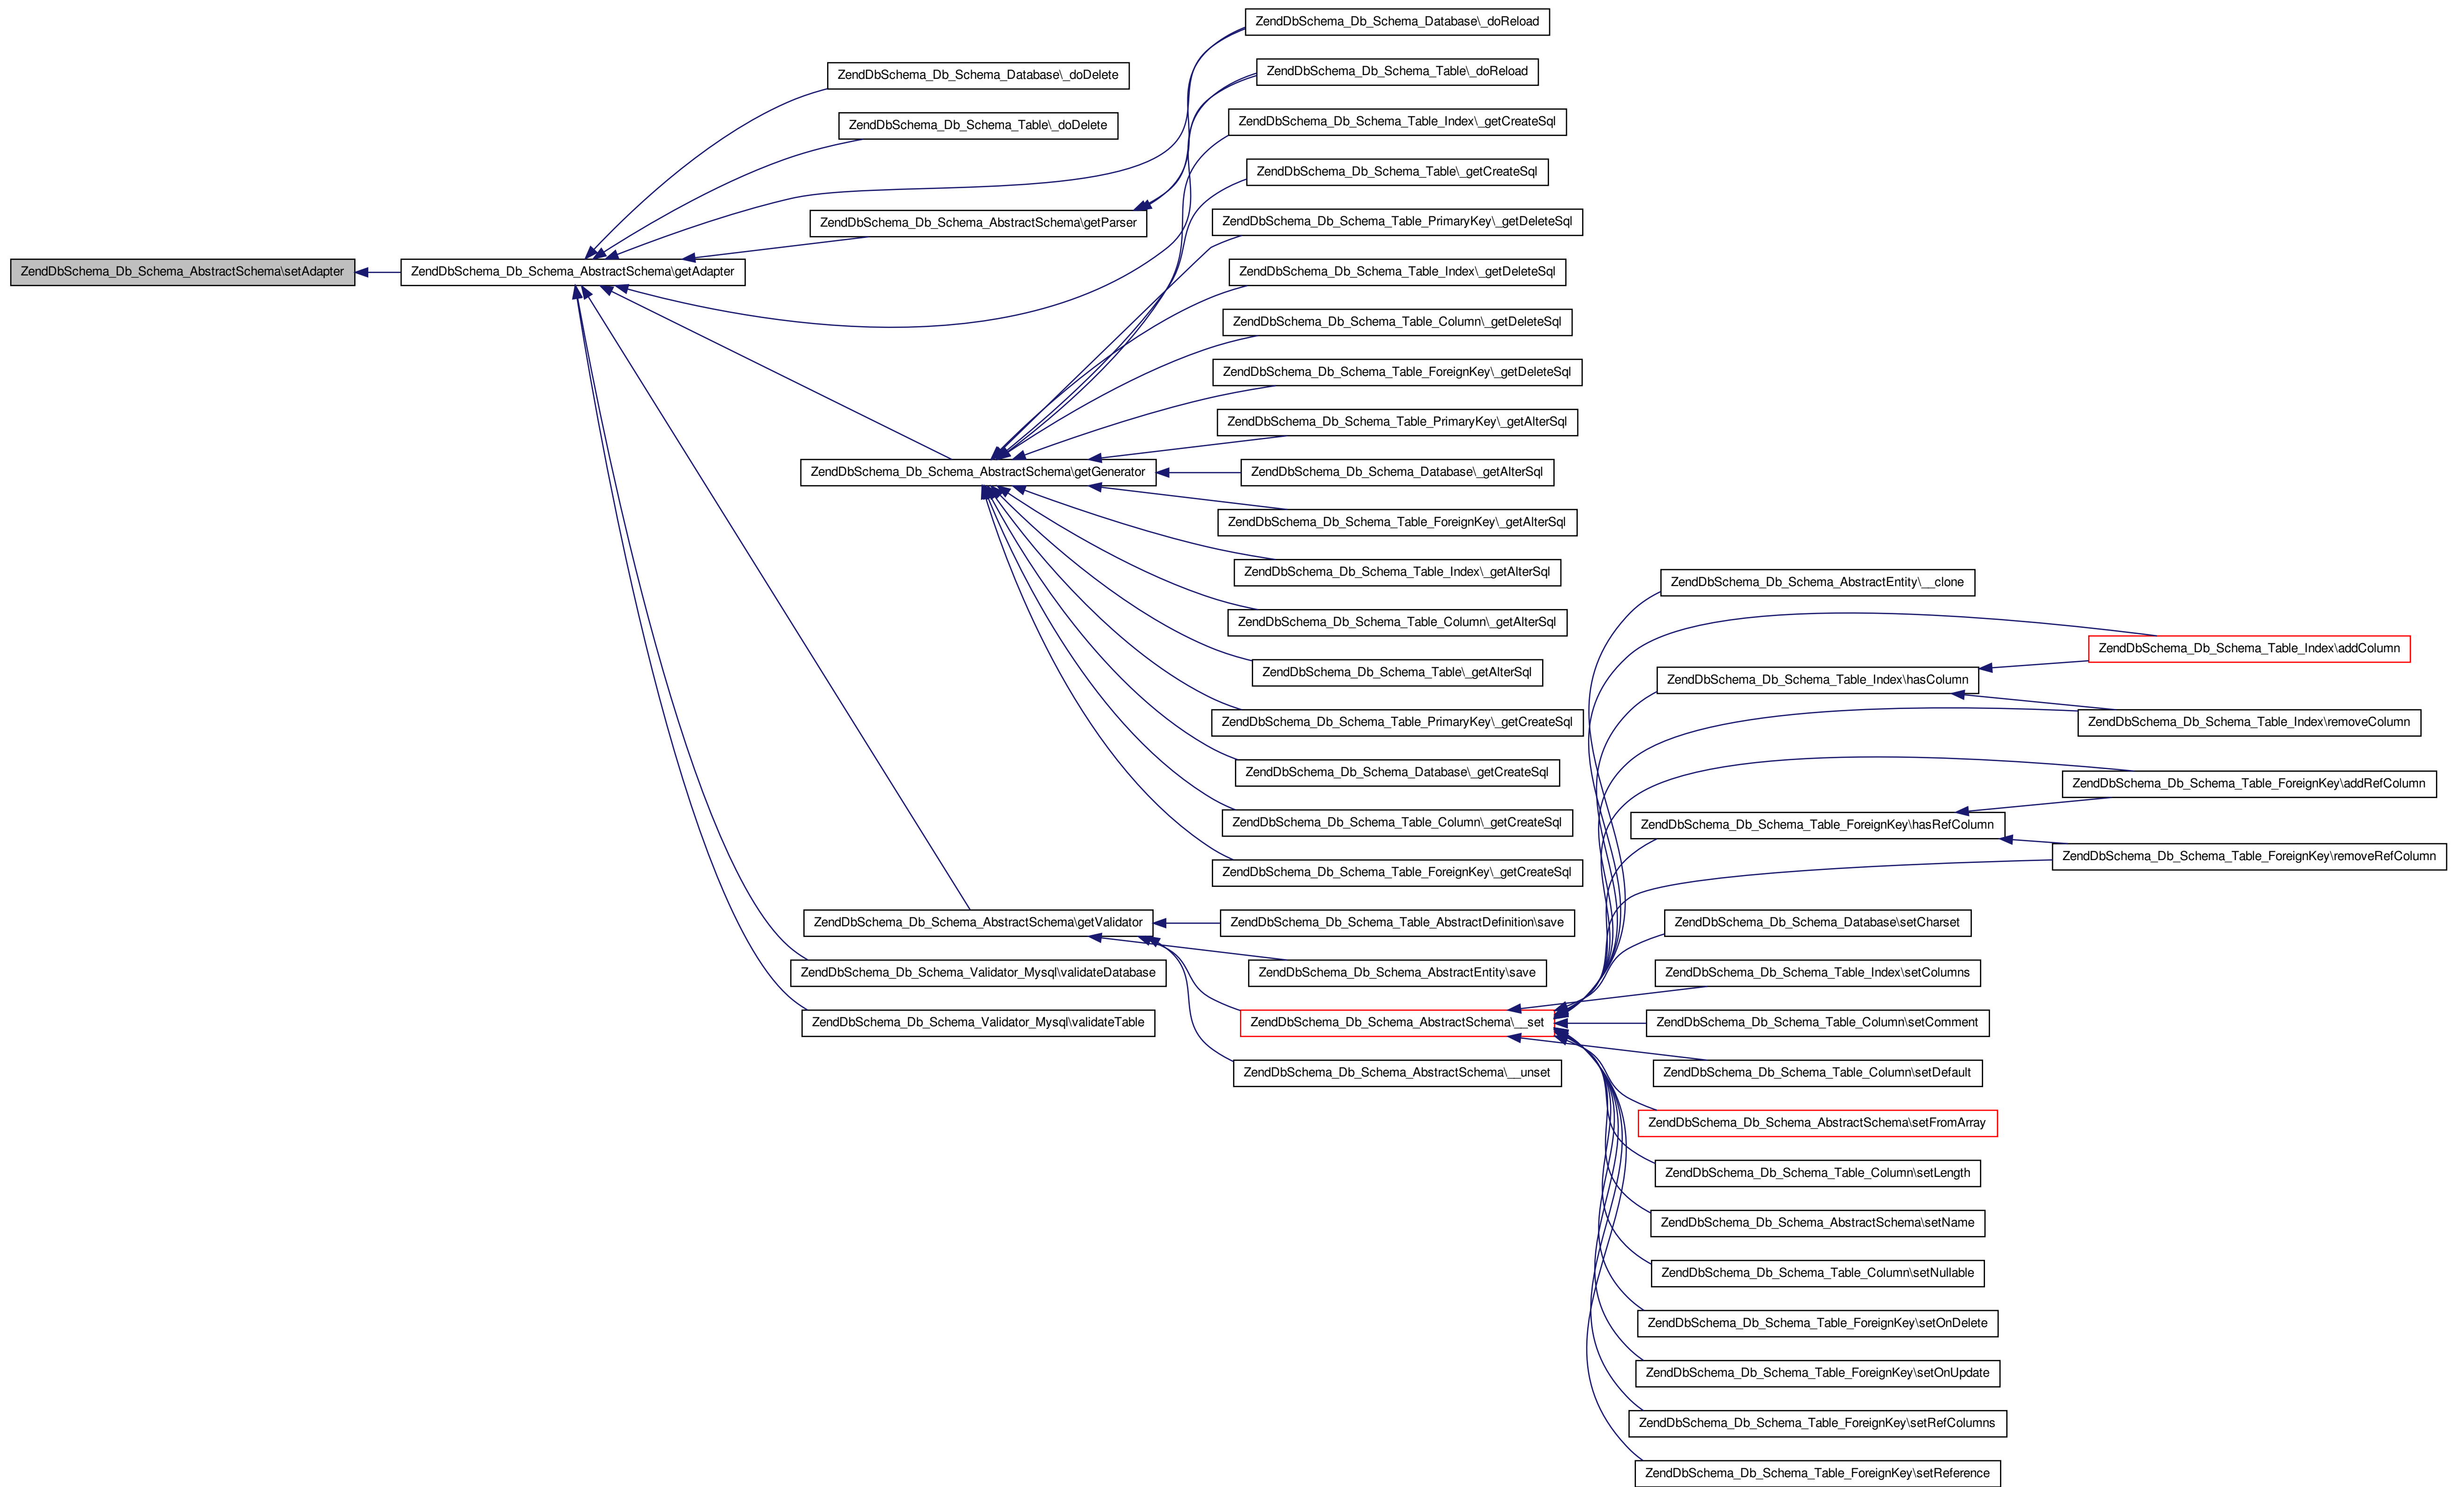 ZendDbSchema_Db_Schema_AbstractSchema\setAdapter
ZendDbSchema_Db_Schema_AbstractSchema\getAdapter
ZendDbSchema_Db_Schema_Database\_doDelete
ZendDbSchema_Db_Schema_Table\_doDelete
ZendDbSchema_Db_Schema_AbstractSchema\getParser
ZendDbSchema_Db_Schema_AbstractSchema\getGenerator
ZendDbSchema_Db_Schema_AbstractSchema\getValidator
ZendDbSchema_Db_Schema_Validator_Mysql\validateDatabase
ZendDbSchema_Db_Schema_Validator_Mysql\validateTable
ZendDbSchema_Db_Schema_Database\_doReload
ZendDbSchema_Db_Schema_Table\_doReload
ZendDbSchema_Db_Schema_Table_Index\_getCreateSql
ZendDbSchema_Db_Schema_Table\_getCreateSql
ZendDbSchema_Db_Schema_Table_PrimaryKey\_getDeleteSql
ZendDbSchema_Db_Schema_Table_Index\_getDeleteSql
ZendDbSchema_Db_Schema_Table_Column\_getDeleteSql
ZendDbSchema_Db_Schema_Table_ForeignKey\_getDeleteSql
ZendDbSchema_Db_Schema_Table_PrimaryKey\_getAlterSql
ZendDbSchema_Db_Schema_Database\_getAlterSql
ZendDbSchema_Db_Schema_Table_ForeignKey\_getAlterSql
ZendDbSchema_Db_Schema_Table_Index\_getAlterSql
ZendDbSchema_Db_Schema_Table_Column\_getAlterSql
ZendDbSchema_Db_Schema_Table\_getAlterSql
ZendDbSchema_Db_Schema_Table_PrimaryKey\_getCreateSql
ZendDbSchema_Db_Schema_Database\_getCreateSql
ZendDbSchema_Db_Schema_Table_Column\_getCreateSql
ZendDbSchema_Db_Schema_Table_ForeignKey\_getCreateSql
ZendDbSchema_Db_Schema_Table_AbstractDefinition\save
ZendDbSchema_Db_Schema_AbstractEntity\save
ZendDbSchema_Db_Schema_AbstractSchema\__set
ZendDbSchema_Db_Schema_AbstractSchema\__unset
ZendDbSchema_Db_Schema_AbstractEntity\__clone
ZendDbSchema_Db_Schema_Table_Index\hasColumn
ZendDbSchema_Db_Schema_Table_ForeignKey\hasRefColumn
ZendDbSchema_Db_Schema_Database\setCharset
ZendDbSchema_Db_Schema_Table_Index\setColumns
ZendDbSchema_Db_Schema_Table_Column\setComment
ZendDbSchema_Db_Schema_Table_Column\setDefault
ZendDbSchema_Db_Schema_AbstractSchema\setFromArray
ZendDbSchema_Db_Schema_Table_Column\setLength
ZendDbSchema_Db_Schema_AbstractSchema\setName
ZendDbSchema_Db_Schema_Table_Column\setNullable
ZendDbSchema_Db_Schema_Table_ForeignKey\setOnDelete
ZendDbSchema_Db_Schema_Table_ForeignKey\setOnUpdate
ZendDbSchema_Db_Schema_Table_ForeignKey\setRefColumns
ZendDbSchema_Db_Schema_Table_ForeignKey\setReference
ZendDbSchema_Db_Schema_Table_Index\addColumn
ZendDbSchema_Db_Schema_Table_Index\removeColumn
ZendDbSchema_Db_Schema_Table_ForeignKey\addRefColumn
ZendDbSchema_Db_Schema_Table_ForeignKey\removeRefColumn